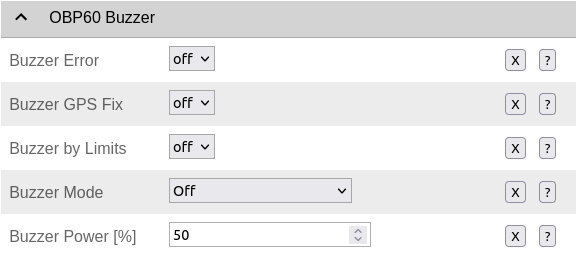 OBP60 Buzzer
Buzzer Error off X ?
Buzzer GPS Fix off X ?
Buzzer by Limits off X ?
Buzzer Mode Off X ?
Buzzer Power [%] 50 X ?